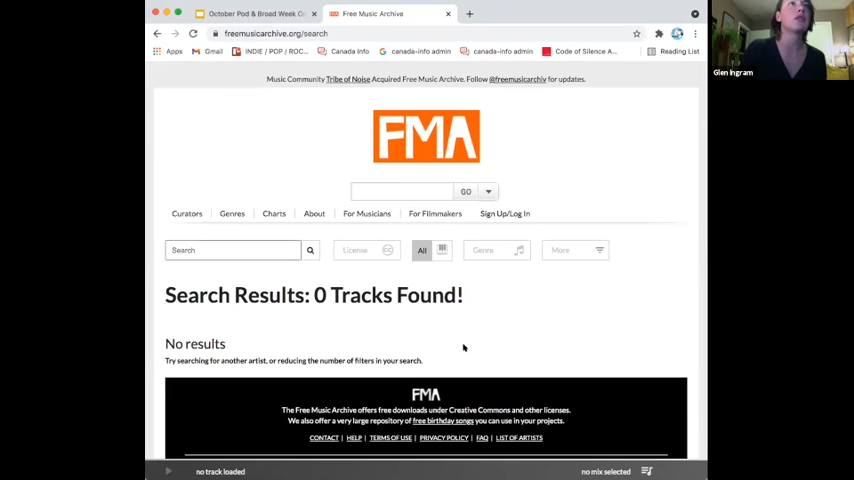 October Pod & Broad Week O
Free Music Archive
freemusicarchive.org/search
Apps
Gmail
INDIE / POP / ROC...
Canada Info
canada-info admin
canada-info admin
Code of Silence A...
Reading List
Glen Ingram
Music Community Tribe of Noise Acquired Free Music Archive. Follow @freemusicarchiv for updates.
FMA
GO
Curators
Genres
Charts
About
For Musicians
For Filmmakers
Sign Up/Log In
Search
License
All
Genre
More
Search Results: 0 Tracks Found!
No results
Try searching for another artist, or reducing the number of filters in your search.
FMA
The Free Music Archive offers free downloads under Creative Commons and other licenses.
We also offer a very large repository of free birthday songs you can use in your projects.
CONTACT | HELP | TERMS OF USE | PRIVACY POLICY | FAQ | LIST OF ARTISTS
no track loaded
no mix selected